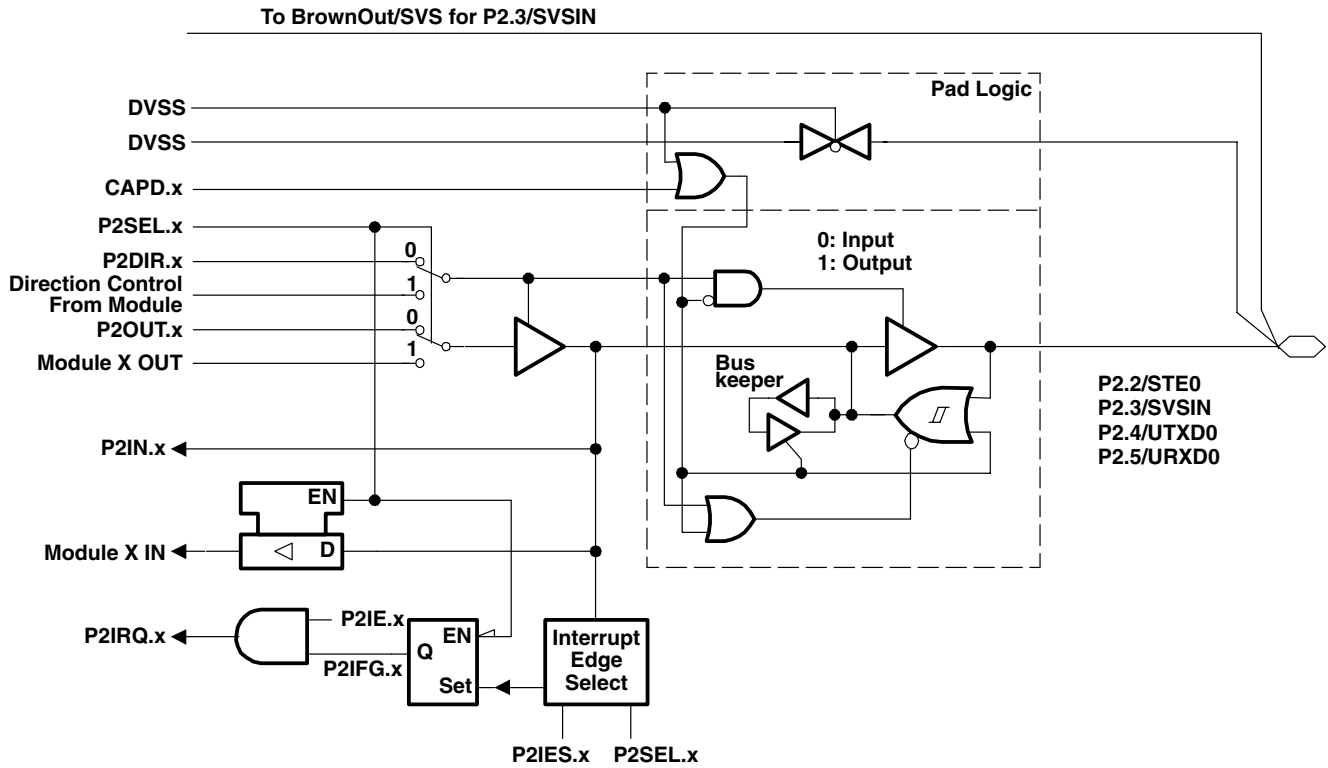 To BrownOut/SVS for P2.3/SVSIN
Pad Logic
DVSS
DVSS
CAPD.x
P2SEL.x
0
P2DIR.x
1
Direction Control
From Module
0
P2OUT.x
1
Module X OUT
0: Input
1: Output
Bus
keeper
P2.2/STE0
P2.3/SVSIN
P2.4/UTXD0
P2.5/URXD0
P2IN.x
EN
D
Module X IN
P2IE.x
P2IRQ.x
P2IFG.x
EN
Q
Set
Interrupt
Edge
Select
P2IES.x
P2SEL.x